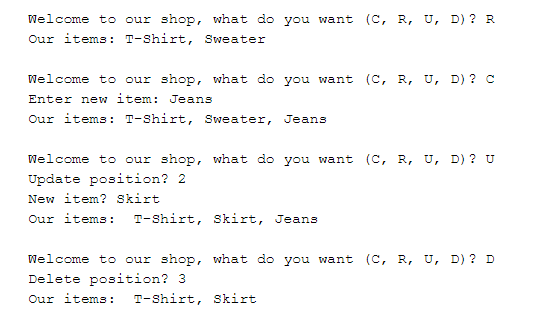 Welcome to our shop, what do you want (C, R, U, D)? R
Our items: T-Shirt, Sweater
Welcome to our shop, what do you want (C, R, U, D)? C
Enter new item: Jeans
Our items: T-Shirt, Sweater, Jeans
Welcome to our shop, what do you want (C, R, U, D)? U
Update position? 2
New item? Skirt
Our items:  T-Shirt, Skirt, Jeans
Welcome to our shop, what do you want (C, R, U, D)? D
Delete position? 3
Our items:  T-Shirt, Skirt